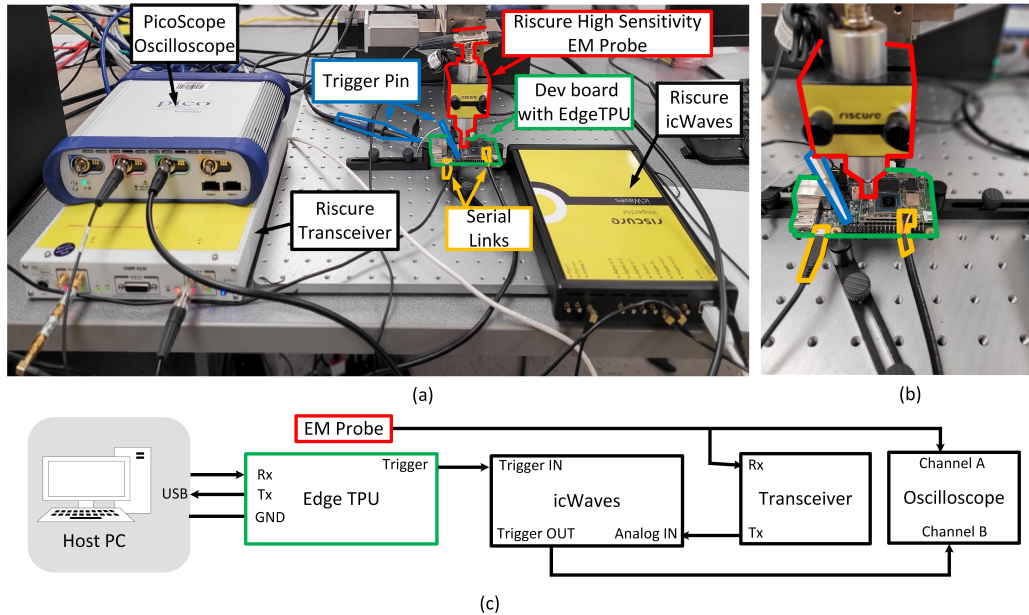 PicoScope
Oscilloscope
Riscure High Sensitivity
EM Probe
Trigger Pin
Dev board
with EdgeTPU
Riscure
icWaves
pico
Riscure
Transceiver
Serial
Links
riscure
inspector
icWaves
riscure
(a)
(b)
EM Probe
USB
Host PC
Rx
Tx
GND
Edge TPU
Trigger
Trigger IN
icWaves
Trigger OUT
Analog IN
Rx
Transceiver
Tx
Channel A
Oscilloscope
Channel B
(c)